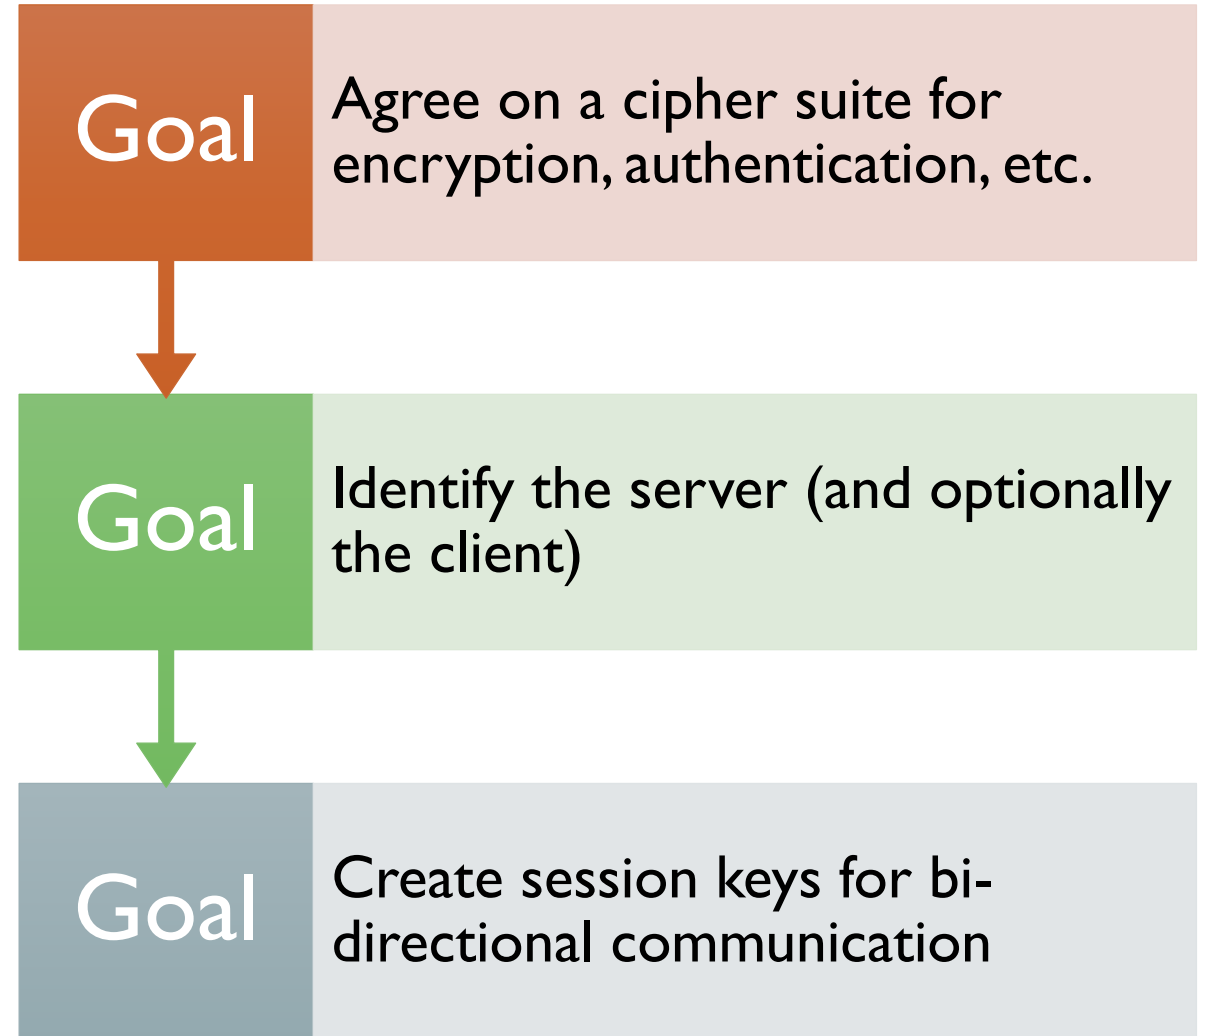 Goal
Agree on a cipher suite for
encryption, authentication, etc.
Goal
Identify the server (and optionally
the client)
Goal
Create session keys for bi-
directional communication